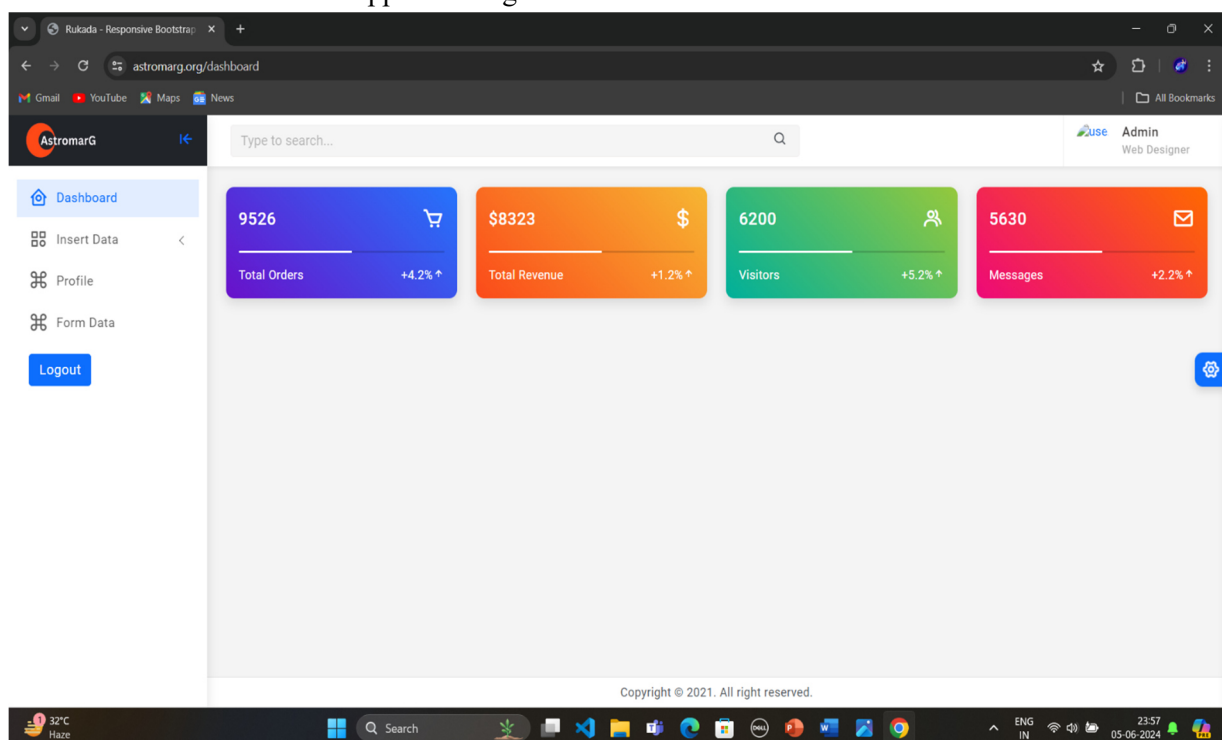 Rukada - Responsive Bootstrap
astromarg.org/dashboard
Gmail YouTube Maps News
All Bookmarks
AstromarG
Type to search...
use
Admin
Web Designer
Dashboard
Insert Data
Profile
Form Data
Logout
9526
Total Orders +4.2%
$8323
$
Total Revenue +1.2%
6200
Visitors +5.2%
5630
Messages +2.2%
Copyright © 2021. All right reserved.
1
32°C
Haze
Search
DELL
ENG
IN
23:57
05-06-2024